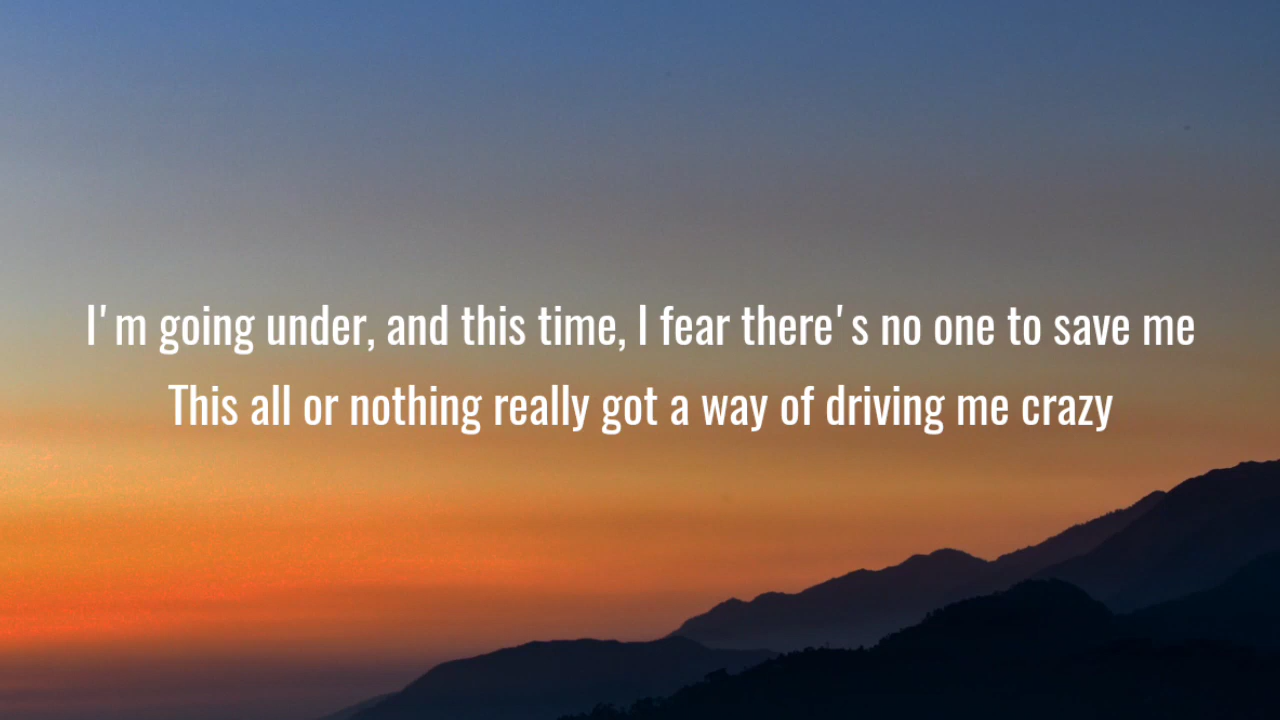 I'm going under, and this time, I fear there's no one to save me
This all or nothing really got a way of driving me crazy